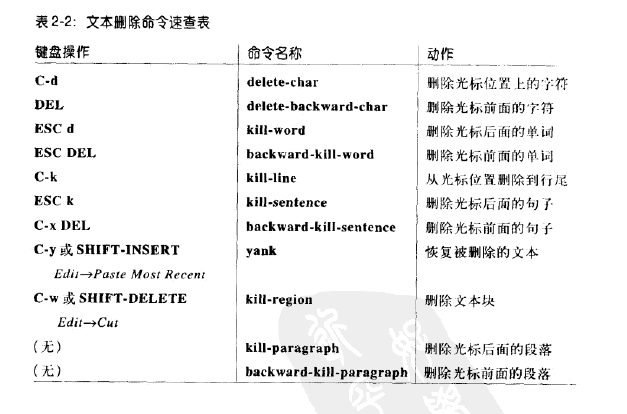 表2-2：文本删除命令速查表
键盘操作 命令名称 动作
C-d delete-char 删除光标位置上的字符
DEL delete-backward-char 删除光标前面的字符
ESC d kill-word 删除光标后面的单词
ESC DEL backward-kill-word 删除光标前面的单词
C-k kill-line 从光标位置删除到行尾
ESC k kill-sentence 删除光标后面的句子
C-x DEL backward-kill-sentence 删除光标前面的句子
C-y 或 SHIFT-INSERT yank 恢复被删除的文本
Edit→Paste Most Recent
C-w 或 SHIFT-DELETE kill-region 删除文本块
Edit→Cut
(无) kill-paragraph 删除光标后面的段落
(无) backward-kill-paragraph 删除光标前面的段落